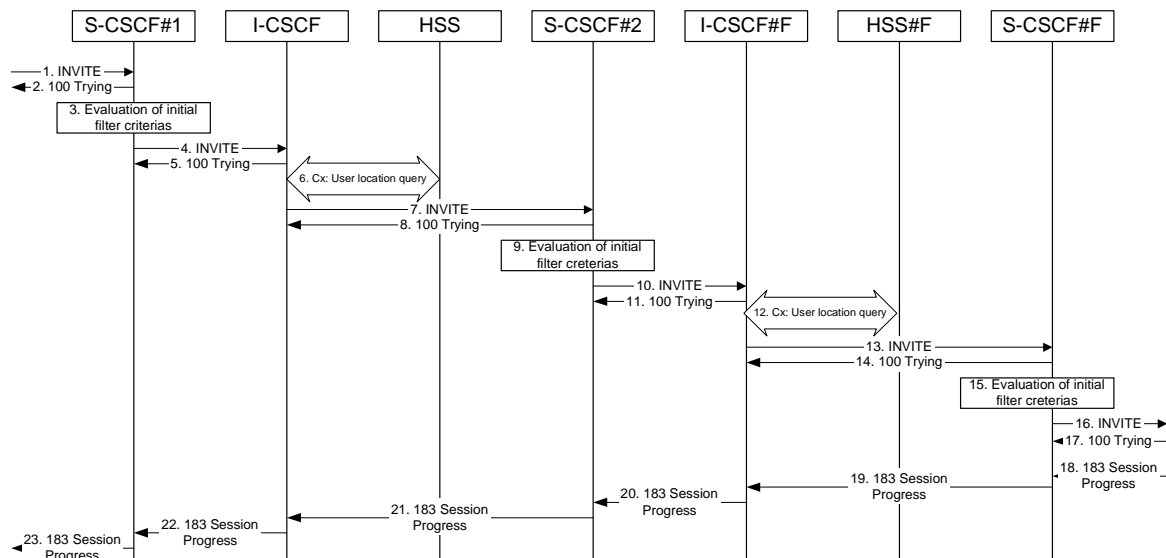 S-CSCF#1
I-CSCF
HSS
S-CSCF#2
I-CSCF#F
HSS#F
S-CSCF#F
1. INVITE
2. 100 Trying
3. Evaluation of initial
filter criterias
4. INVITE
5. 100 Trying
6. Cx: User location query
7. INVITE
8. 100 Trying
9. Evaluation of initial
filter creterias
10. INVITE
11. 100 Trying
12. Cx: User location query
13. INVITE
14. 100 Trying
15. Evaluation of initial
filter creterias
16. INVITE
17. 100 Trying
18. 183 Session
Progress
19. 183 Session
Progress
20. 183 Session
Progress
21. 183 Session
Progress
22. 183 Session
Progress
23. 183 Session
Progress